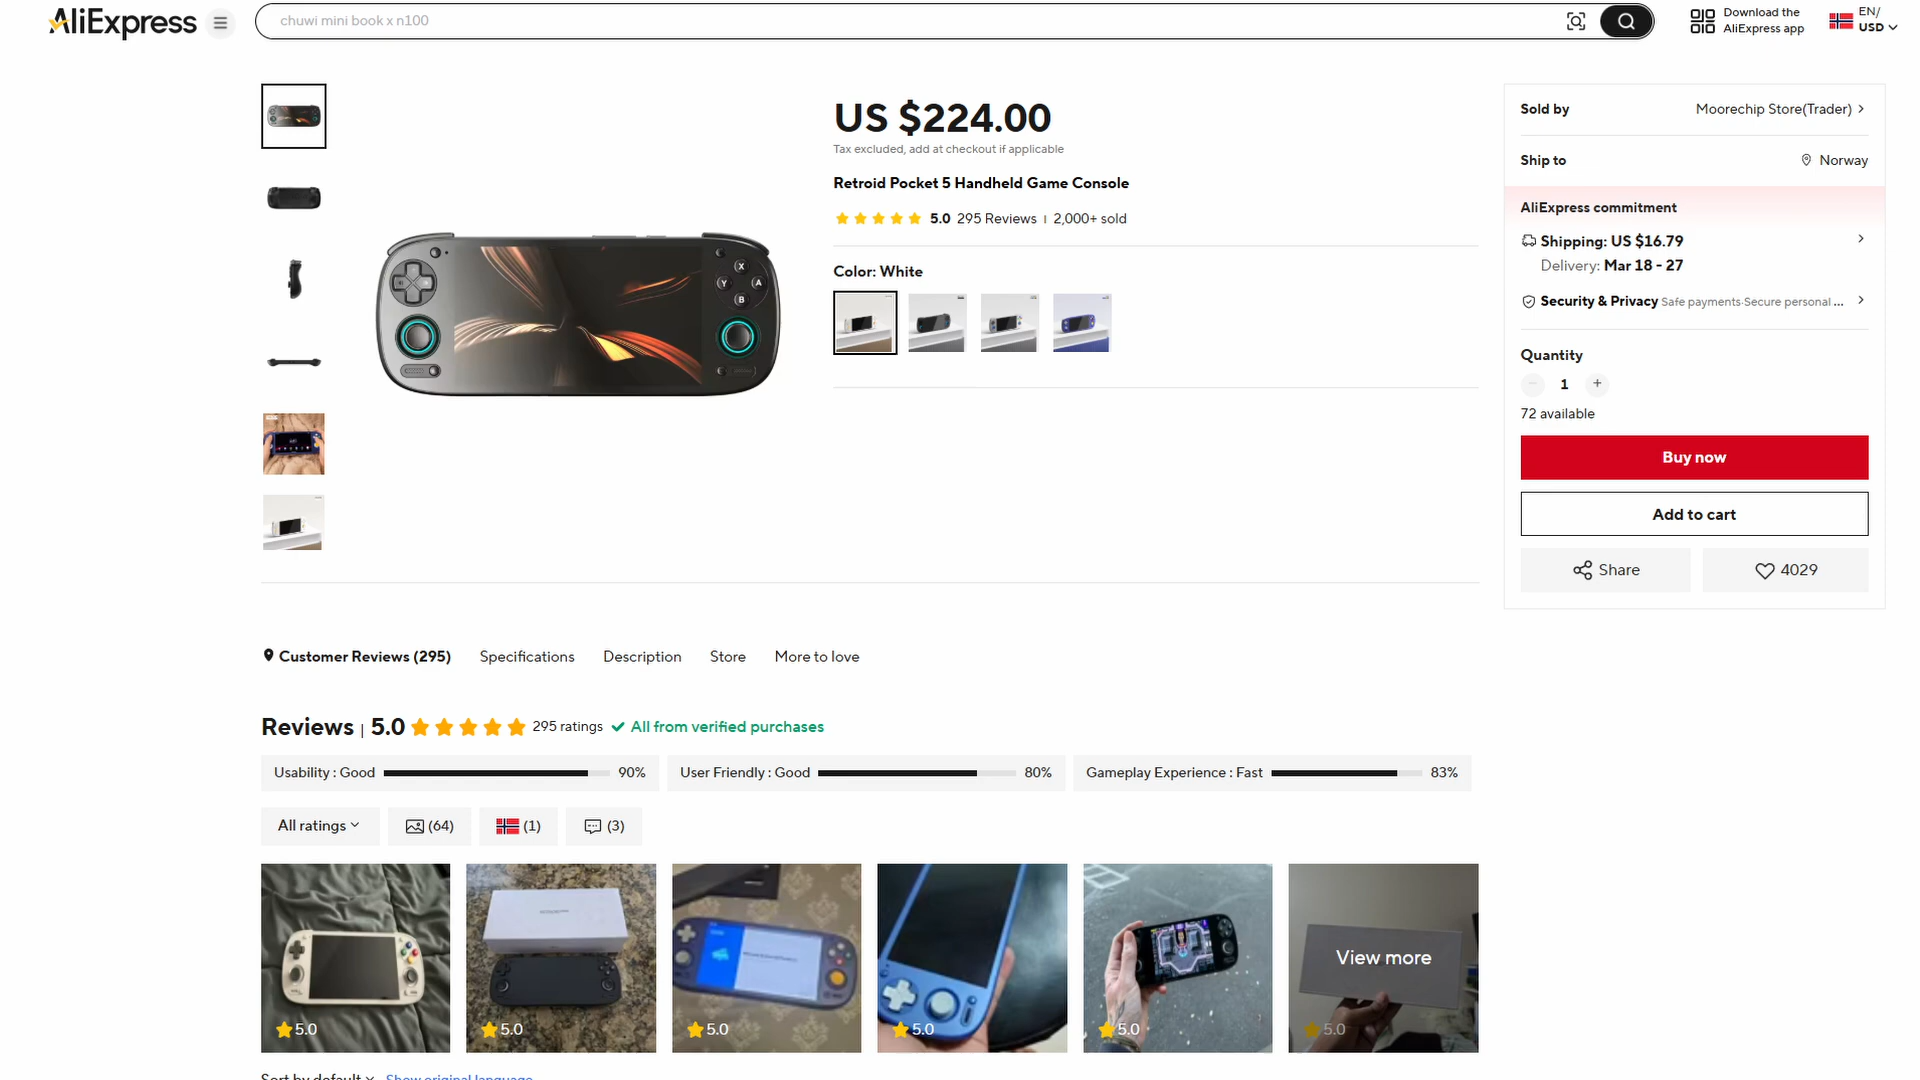 AliExpress
chuwi mini book x n100
Download the
AliExpress app
EN/
USD
US $224.00
Tax excluded, add at checkout if applicable
Retroid Pocket 5 Handheld Game Console
5.0 295 Reviews | 2,000+ sold
Color: White
X
Y A
B
Sold by Moorechip Store(Trader)
Ship to Norway
AliExpress commitment
Shipping: US $16.79
Delivery: Mar 18 - 27
Security & Privacy Safe payments·Secure personal ...
Quantity
1
72 available
Buy now
Add to cart
Share
4029
Customer Reviews (295) Specifications Description Store More to love
Reviews | 5.0 295 ratings All from verified purchases
Usability : Good 90%
User Friendly : Good 80%
Gameplay Experience : Fast 83%
All ratings (64) (1) (3)
5.0
5.0
5.0
5.0
5.0
View more
5.0
Sort by default Show original language